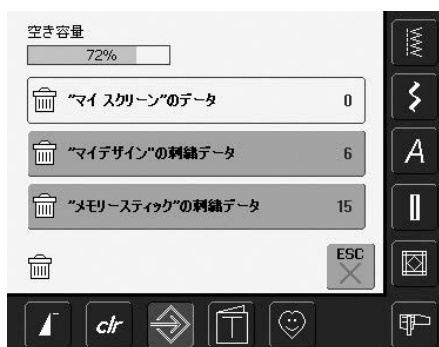 空き容量
72%
"マイ スクリーン"のデータ 0
"マイデザイン"の刺繍データ 6
"メモリースティック"の刺繍データ 15
ESC
A
clr